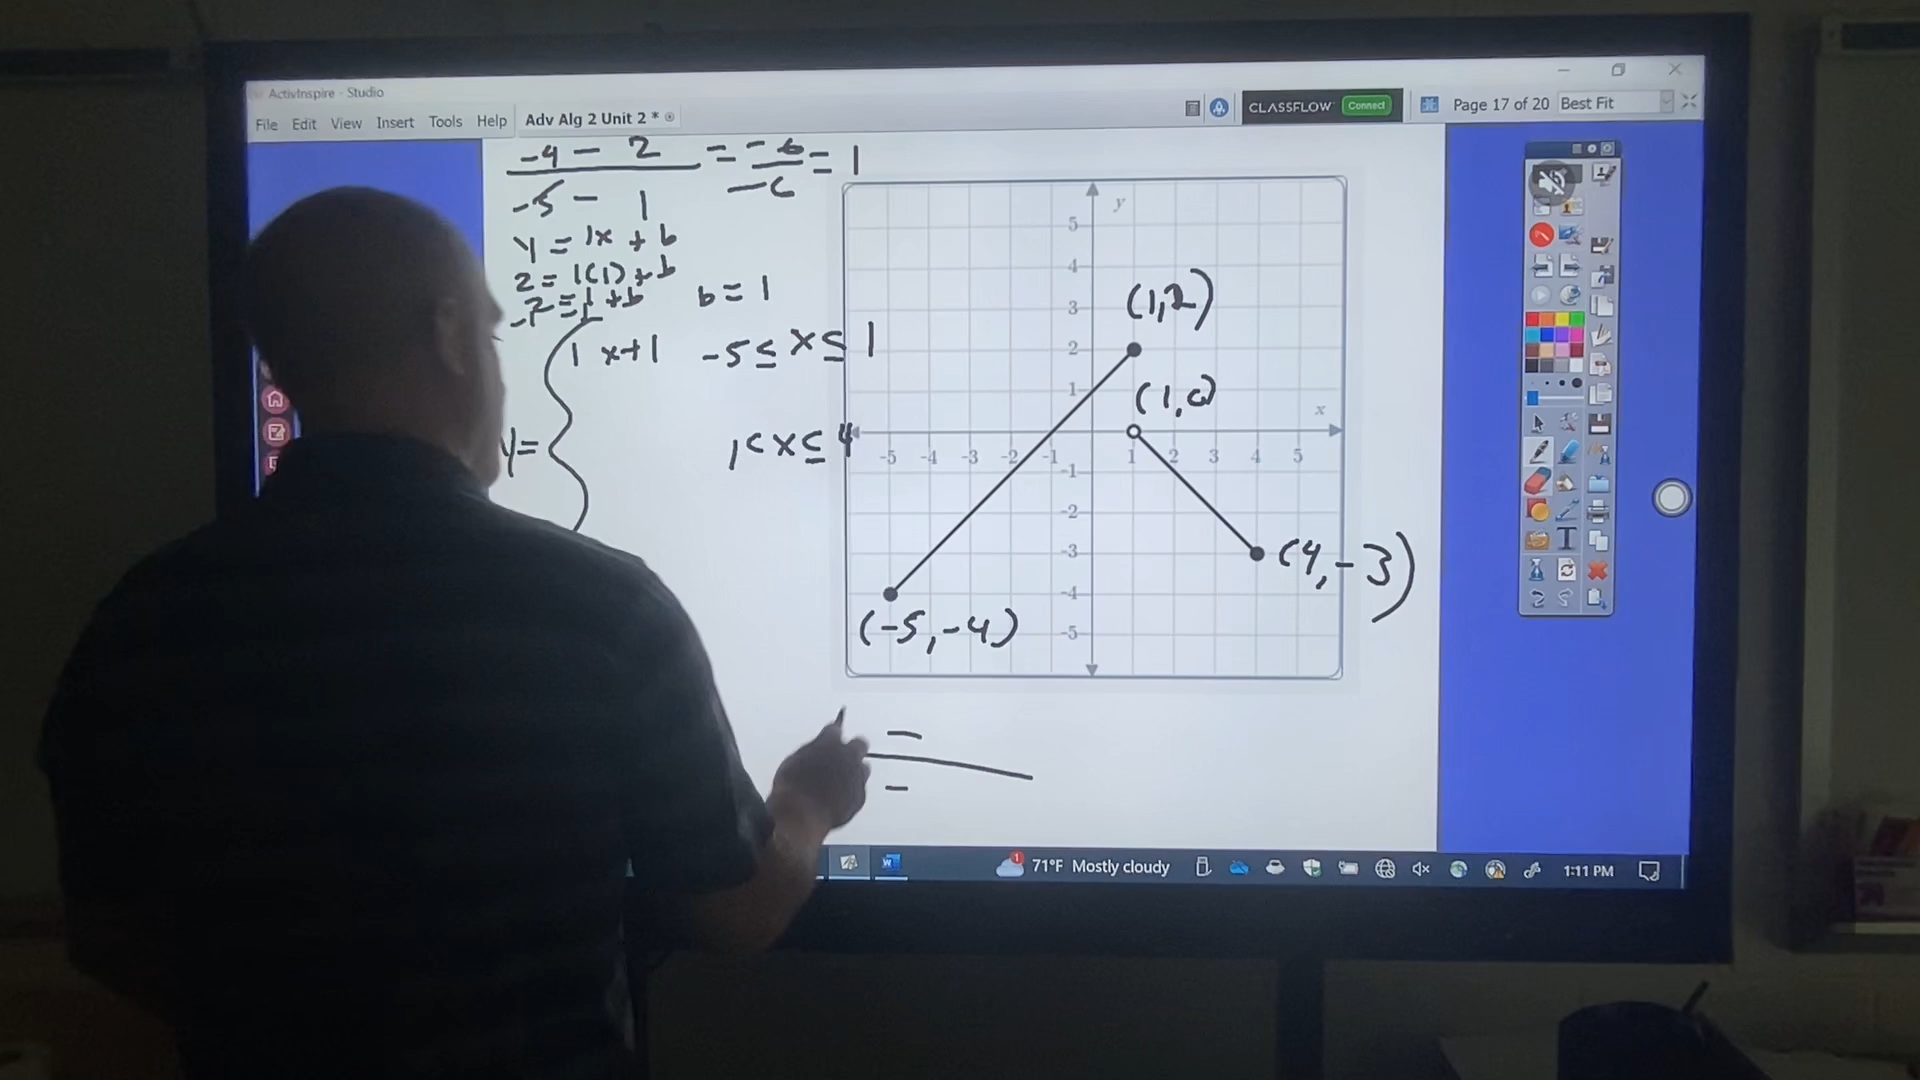 ActivInspire - Studio
File Edit View Insert Tools Help
Adv Alg 2 Unit 2 *
CLASSFLOW Connect
Page 17 of 20 Best Fit
-4 - 2 = -6 = 1
-5 - 1 -6
y = 1x + b
2 = 1(1) + b
-1 = 1 + b b = 1
1 x+1 -5 ≤ x ≤ 1
y =
1 < x ≤ 4
y
5
4
3
2
1
x
-5 -4 -3 -2 -1 1 2 3 4 5
-1
-2
-3
-4
-5
(1,2)
(1,0)
(4,-3)
(-5,-4)
-
-
T
W
1
71°F Mostly cloudy
1:11 PM